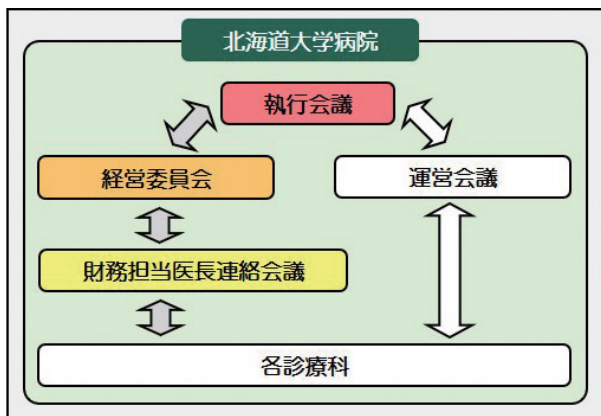 北海道大学病院
執行会議
経営委員会
運営会議
財務担当医長連絡会議
各診療科